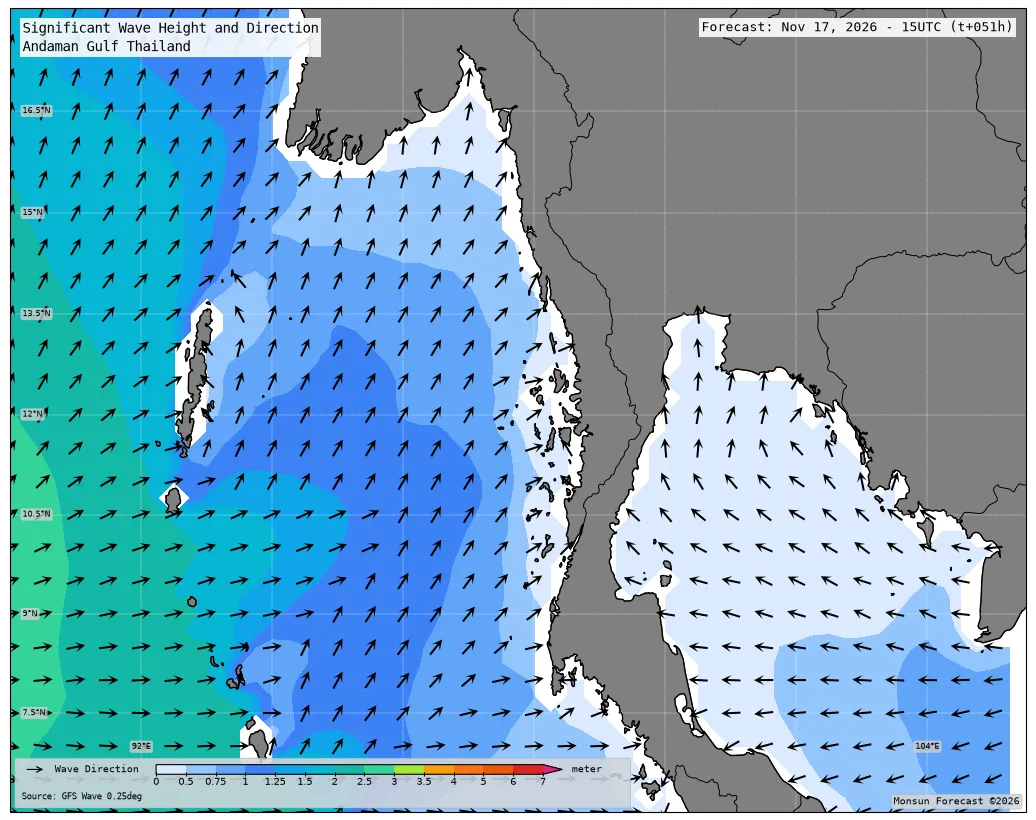 Significant Wave Height and Direction
Andaman Gulf Thailand
Forecast: Nov 17, 2026 - 15UTC (t+051h)
16.5°N
15°N
13.5°N
12°N
10.5°N
9°N
7.5°N
92°E
104°E
Wave Direction
meter
0.5 0.75 1 1.25 1.5 2 2.5 3 3.5 4 5 6 7
Source: GFS Wave 0.25deg
Monsun Forecast ©2026